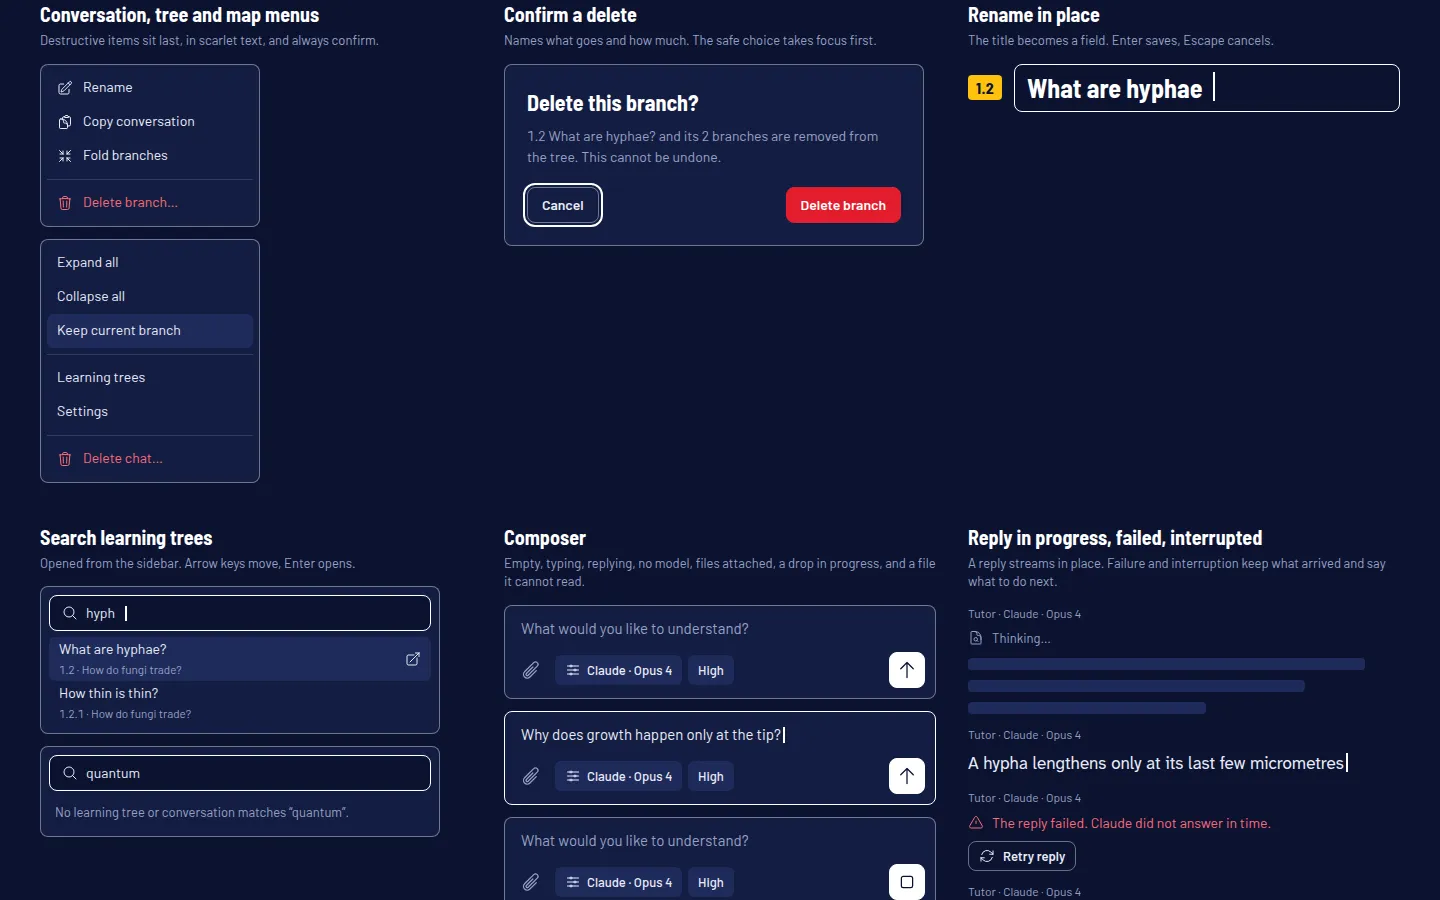 Conversation, tree and map menus
Destructive items sit last, in scarlet text, and always confirm.
Rename
Copy conversation
Fold branches
Delete branch...
Expand all
Collapse all
Keep current branch
Learning trees
Settings
Delete chat...
Confirm a delete
Names what goes and how much. The safe choice takes focus first.
Delete this branch?
1.2 What are hyphae? and its 2 branches are removed from
the tree. This cannot be undone.
Cancel
Delete branch
Rename in place
The title becomes a field. Enter saves, Escape cancels.
1.2
What are hyphae
Search learning trees
Opened from the sidebar. Arrow keys move, Enter opens.
hyph
What are hyphae?
1.2 · How do fungi trade?
How thin is thin?
1.2.1 · How do fungi trade?
quantum
No learning tree or conversation matches “quantum”.
Composer
Empty, typing, replying, no model, files attached, a drop in progress, and a file
it cannot read.
What would you like to understand?
Claude · Opus 4
High
Why does growth happen only at the tip?
Claude · Opus 4
High
What would you like to understand?
Claude · Opus 4
High
Reply in progress, failed, interrupted
A reply streams in place. Failure and interruption keep what arrived and say
what to do next.
Tutor · Claude · Opus 4
Thinking...
Tutor · Claude · Opus 4
A hypha lengthens only at its last few micrometres
Tutor · Claude · Opus 4
The reply failed. Claude did not answer in time.
Retry reply
Tutor · Claude · Opus 4